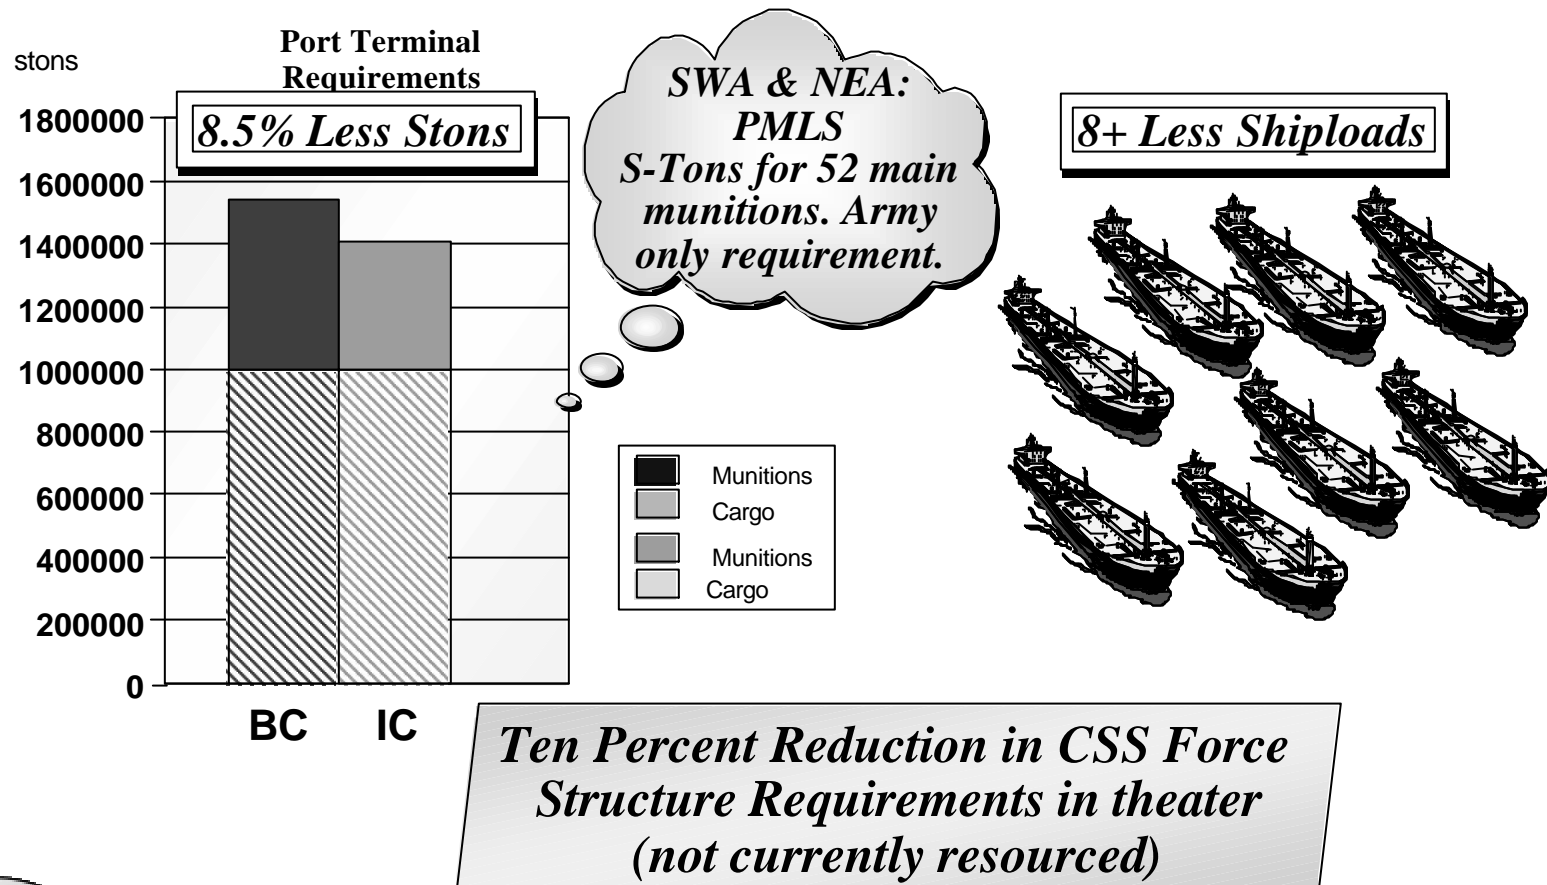 stons
Port Terminal
Requirements
8.5% Less Stons
1800000
1600000
1400000
1200000
1000000
800000
600000
400000
200000
0
BC IC
SWA & NEA:
PMLS
S-Tons for 52 main
munitions. Army
only requirement.
Munitions
Cargo
Munitions
Cargo
8+ Less Shiploads
Ten Percent Reduction in CSS Force
Structure Requirements in theater
(not currently resourced)